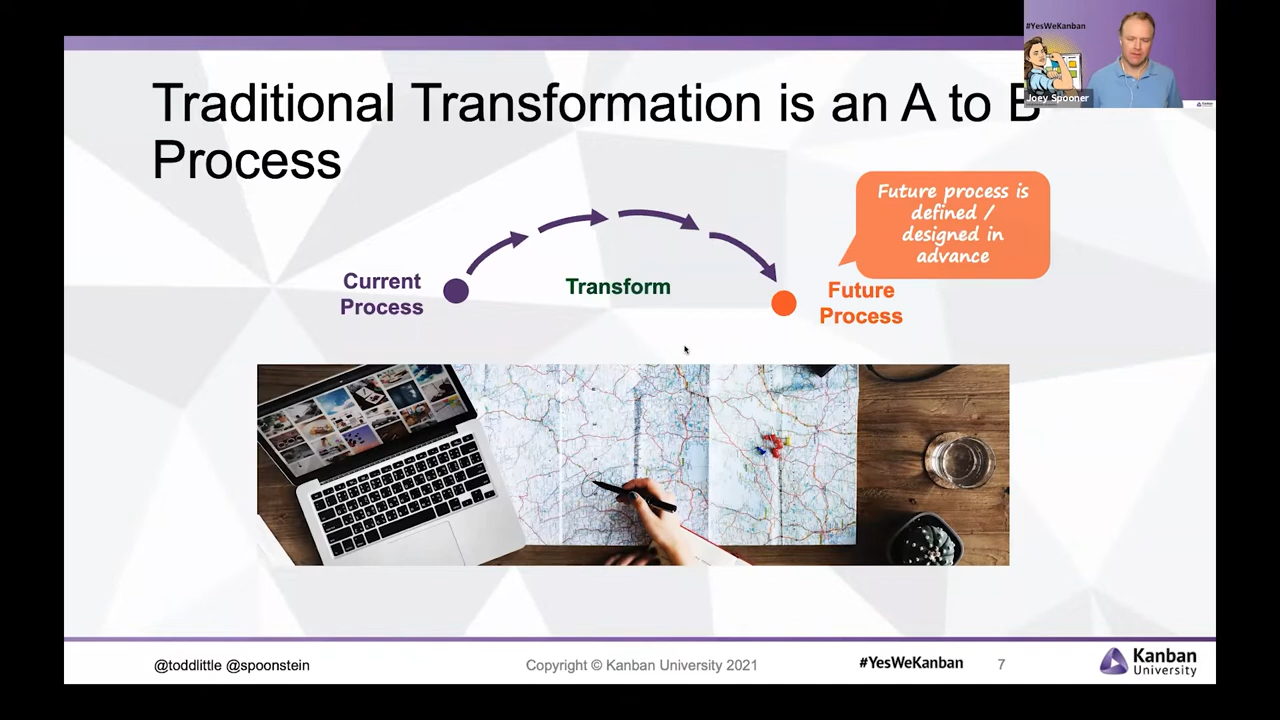 #YesWeKanban
Joey Spooner
Traditional Transformation is an A to B
Process
Future process is
defined /
designed in
advance
Current
Process
Transform
Future
Process
@toddlittle @spoonstein
Copyright © Kanban University 2021
#YesWeKanban
7
Kanban
University